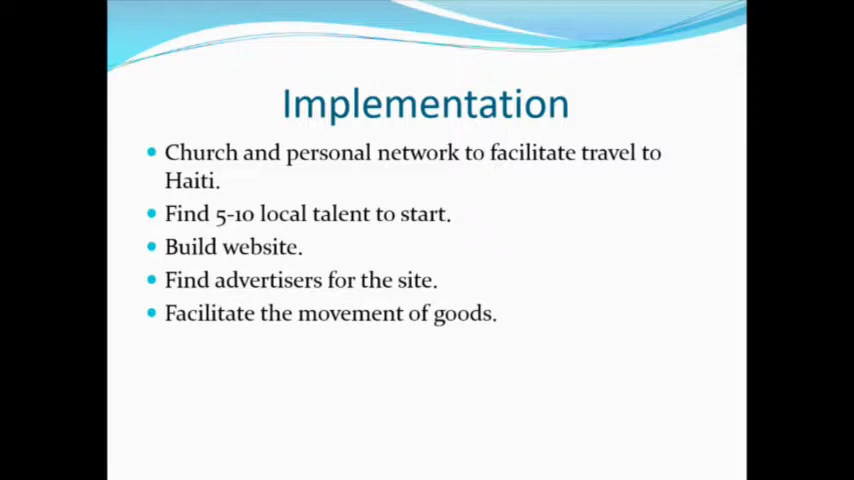 Implementation
• Church and personal network to facilitate travel to
Haiti.
• Find 5-10 local talent to start.
• Build website.
• Find advertisers for the site.
• Facilitate the movement of goods.